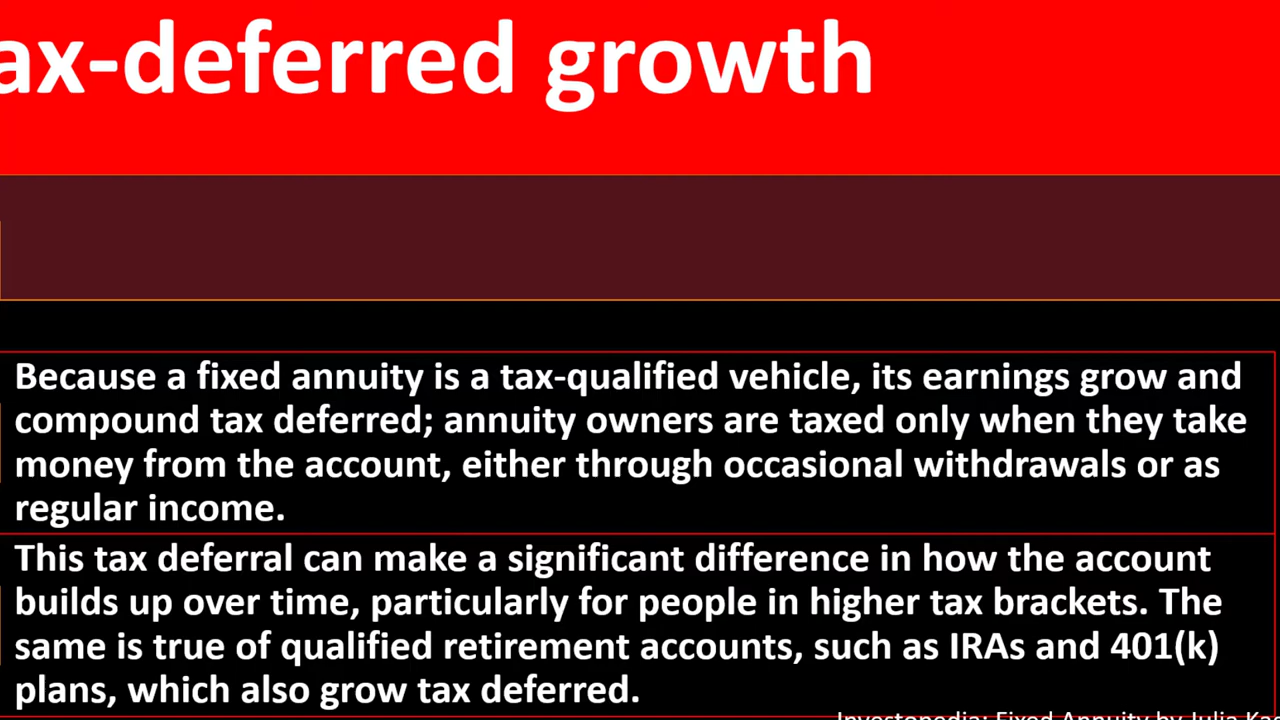 ax-deferred growth
Because a fixed annuity is a tax-qualified vehicle, its earnings grow and
compound tax deferred; annuity owners are taxed only when they take
money from the account, either through occasional withdrawals or as
regular income.
This tax deferral can make a significant difference in how the account
builds up over time, particularly for people in higher tax brackets. The
same is true of qualified retirement accounts, such as IRAs and 401(k)
plans, which also grow tax deferred.
Investopedia: Fixed Annuity by Julia Ka